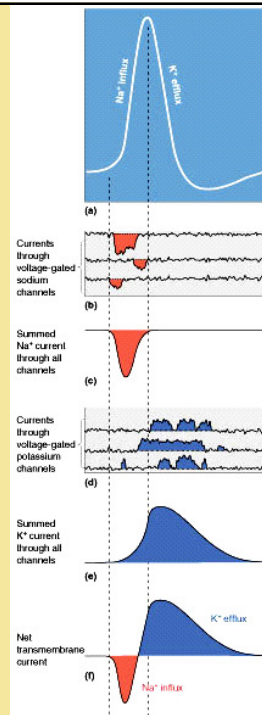 Na⁺ influx
K⁺ efflux
(a)
Currents
through
voltage-gated
sodium
channels
(b)
Summed
Na⁺ current
through all
channels
(c)
Currents
through
voltage-gated
potassium
channels
(d)
Summed
K⁺ current
through all
channels
(e)
K⁺ efflux
Net
transmembrane
current
Na⁺ influx
(f)